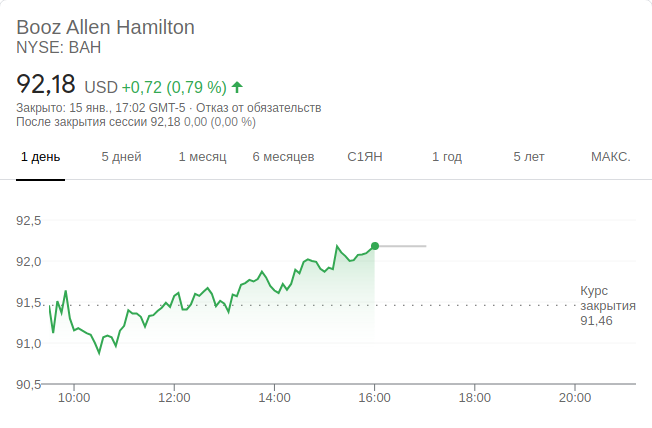 Booz Allen Hamilton
NYSE: BAH
92,18 USD +0,72 (0,79 %)
Закрыто: 15 янв., 17:02 GMT-5 · Отказ от обязательств
После закрытия сессии 92,18 0,00 (0,00 %)
1 день 5 дней 1 месяц 6 месяцев С1ЯН 1 год 5 лет МАКС.
92,5
92,0
91,5
91,0
90,5
Курс
закрытия
91,46
10:00 12:00 14:00 16:00 18:00 20:00